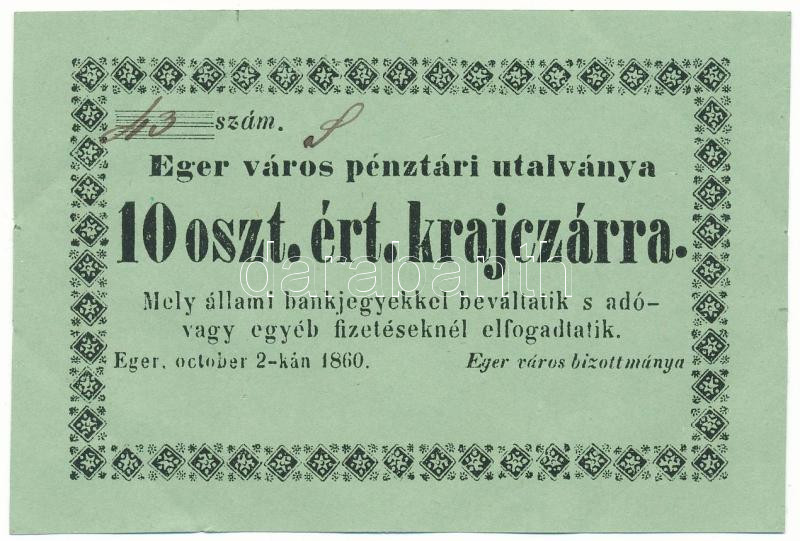 43 szám. S
Eger város pénztári utalványa
10 oszt. ért. krajczárra.
darabanth
Mely állami bankjegyekkel beváltatik s adó-
vagy egyéb fizetéseknél elfogadtatik.
Eger, october 2-kán 1860. Eger város bizottmánya